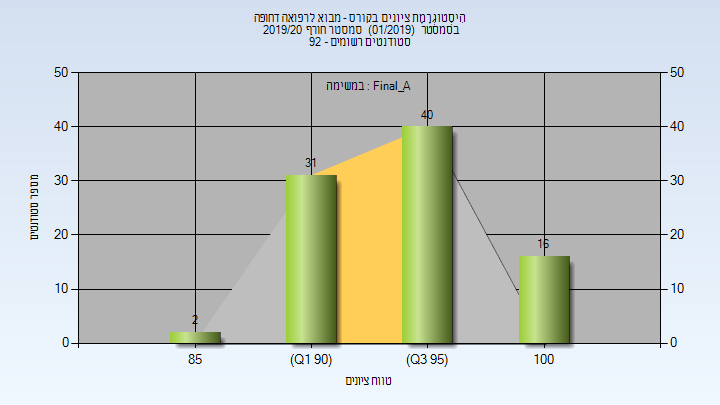 היסטוגרמת ציונים בקורס - מבוא לרפואה דחופה
בסמסטר (01/2019) סמסטר חורף 2019/20
סטודנטים רשומים - 92
במשימה : Final_A
50 50
40 40
30 30
20 20
10 10
0 0
2
31
40
16
מספר סטודנטים
85 (Q1 90) (Q3 95) 100
טווח ציונים